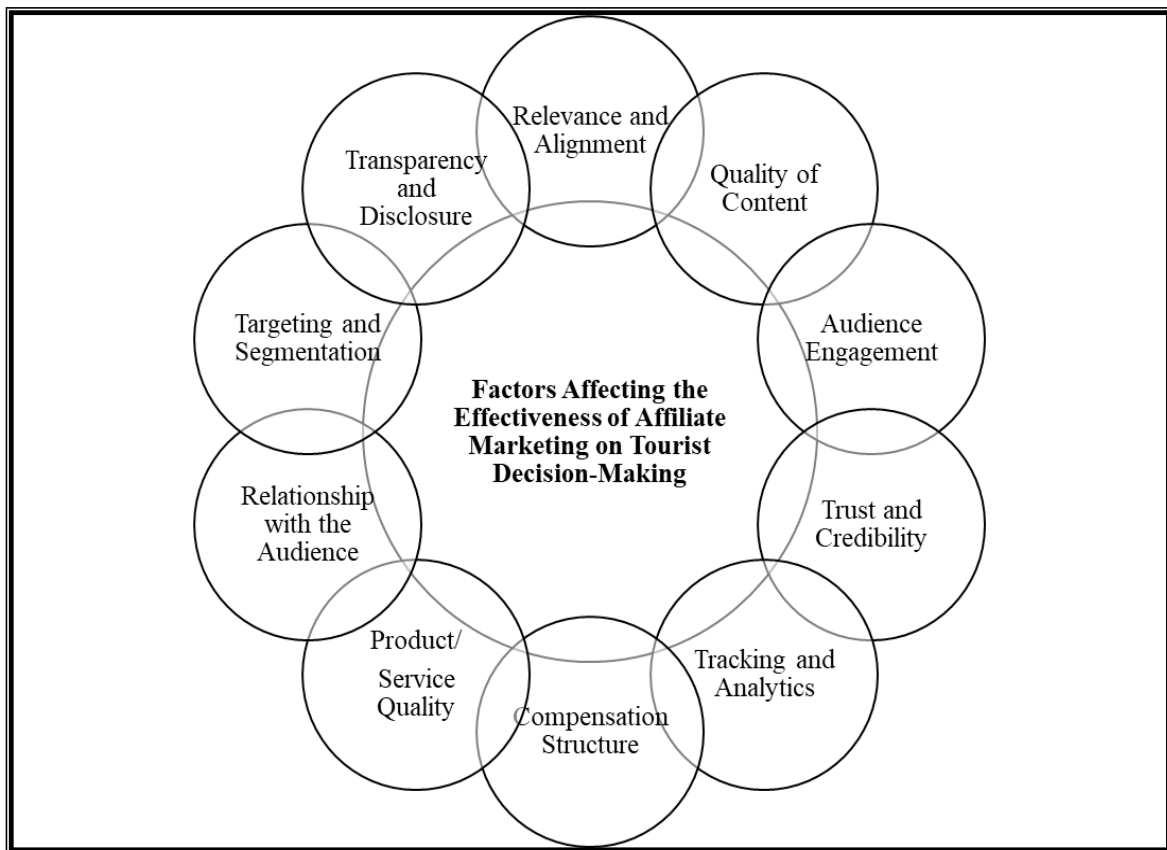 Relevance and
Alignment
Quality of
Content
Audience
Engagement
Trust and
Credibility
Tracking and
Analytics
Compensation
Structure
Product/
Service
Quality
Relationship
with the
Audience
Targeting and
Segmentation
Transparency
and
Disclosure
Factors Affecting the
Effectiveness of Affiliate
Marketing on Tourist
Decision-Making